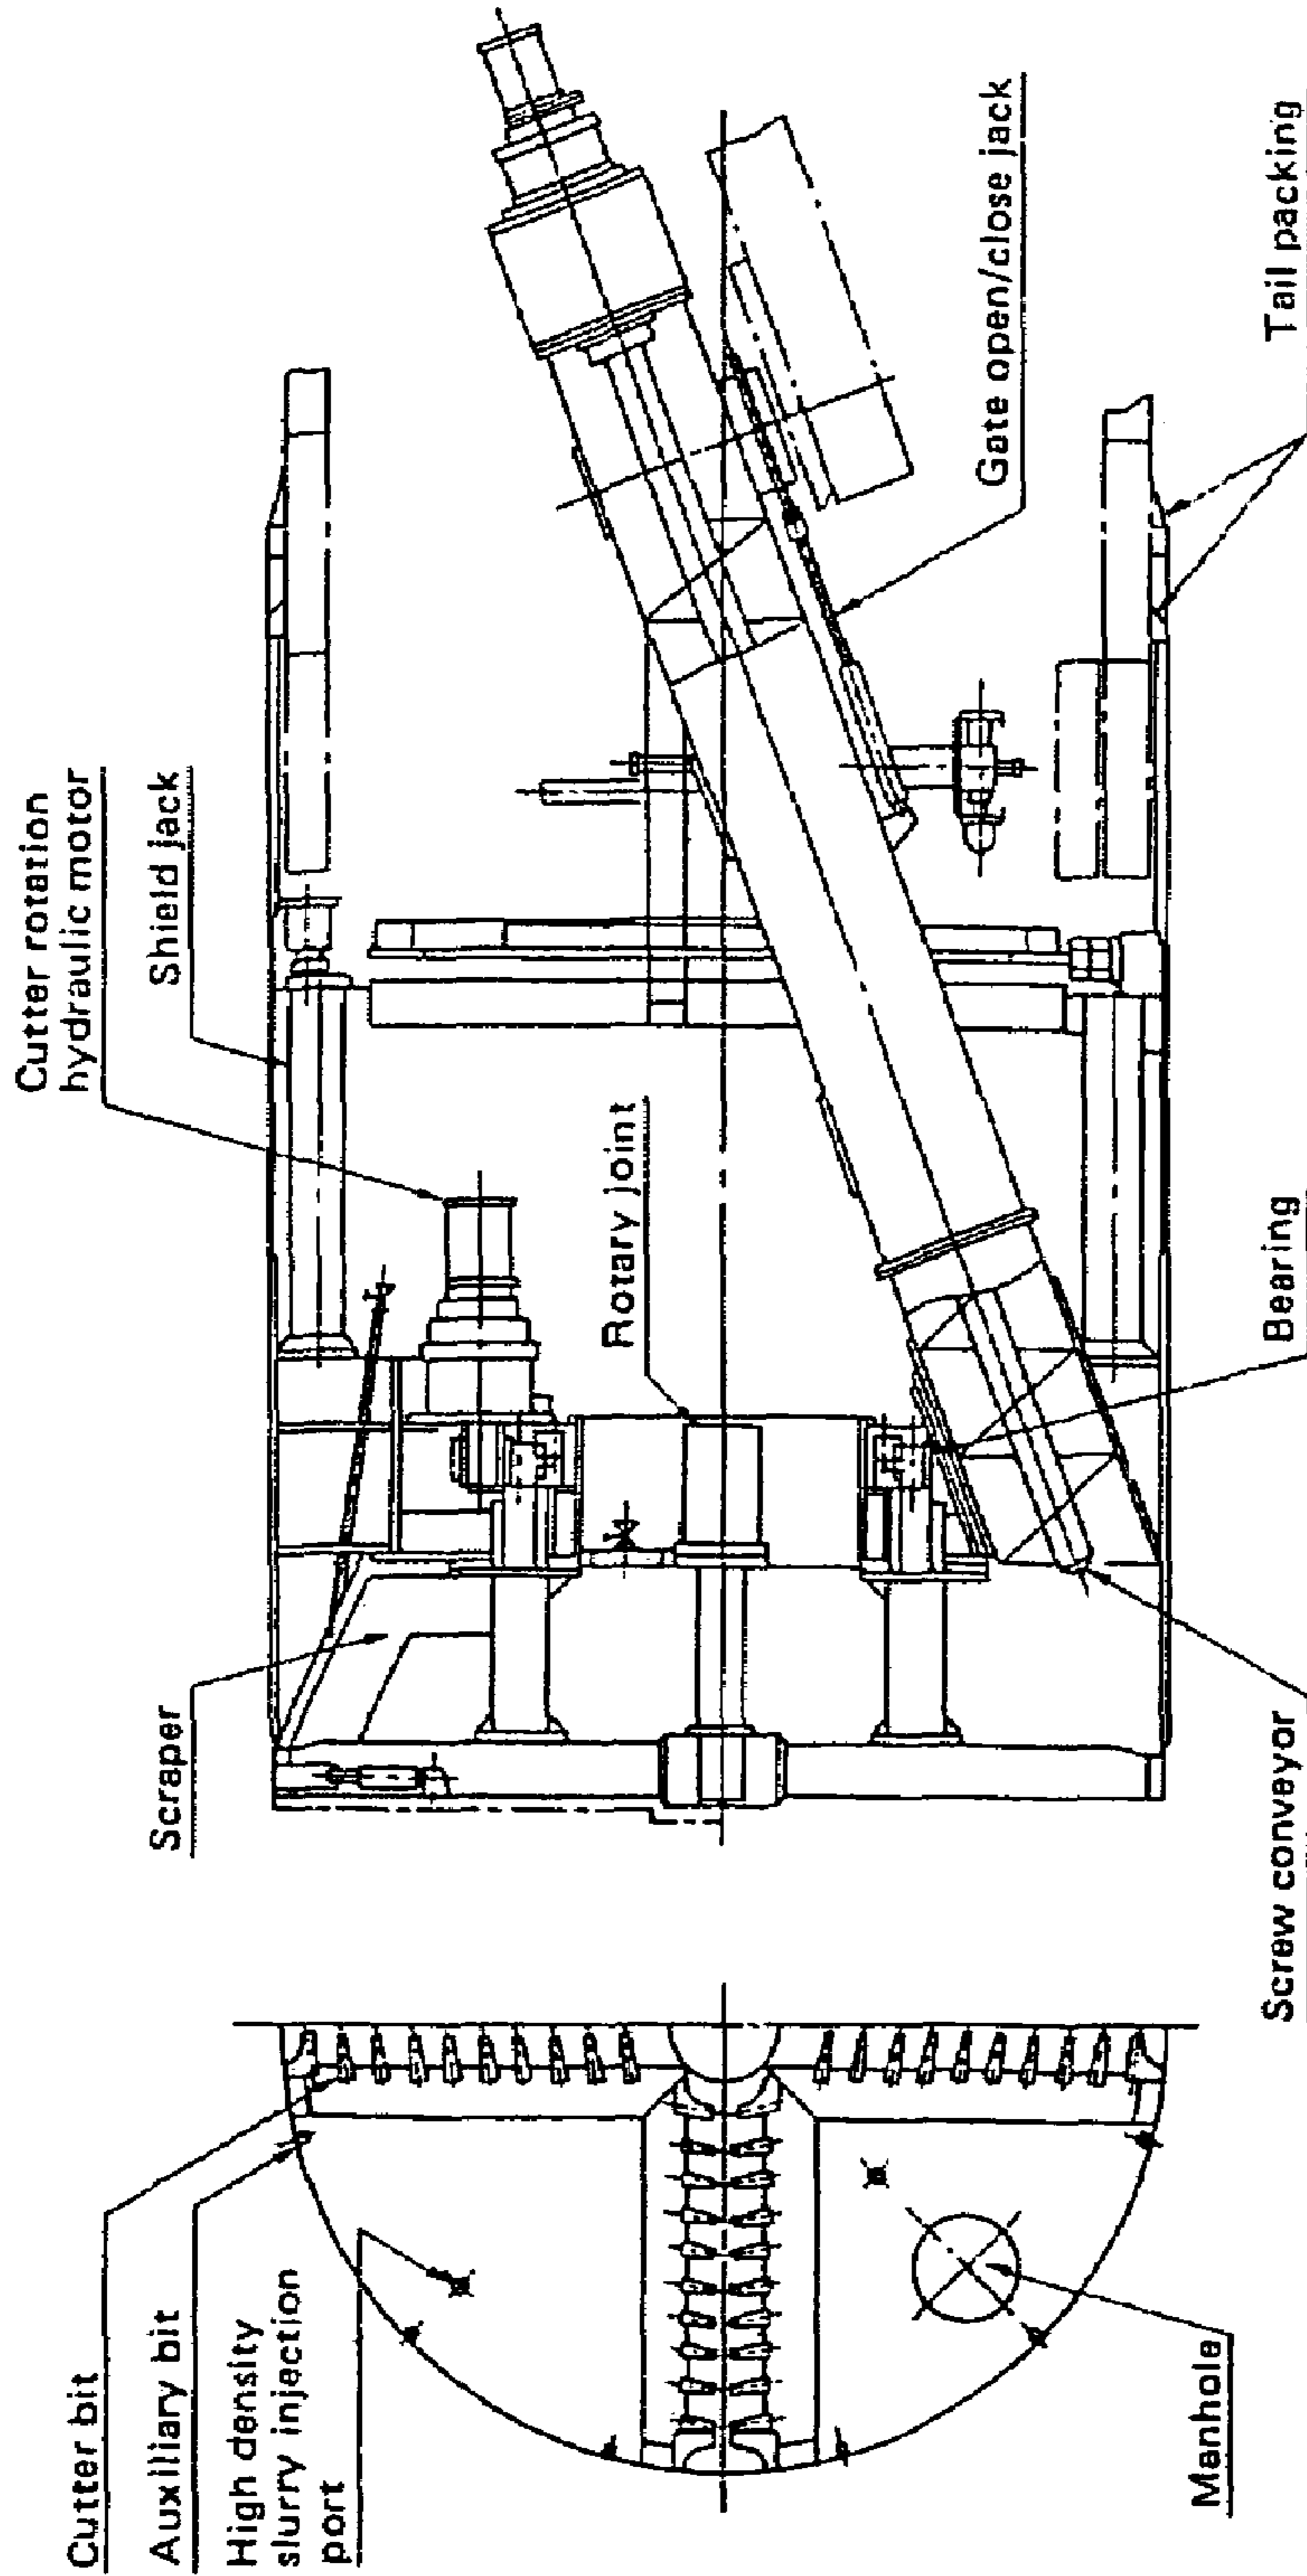 Cutter bit
Auxiliary bit
High density
slurry injection
port
Manhole
Scraper
Cutter rotation
hydraulic motor
Shield jack
Rotary joint
Gate open/close jack
Screw conveyor
Bearing
Tail packing